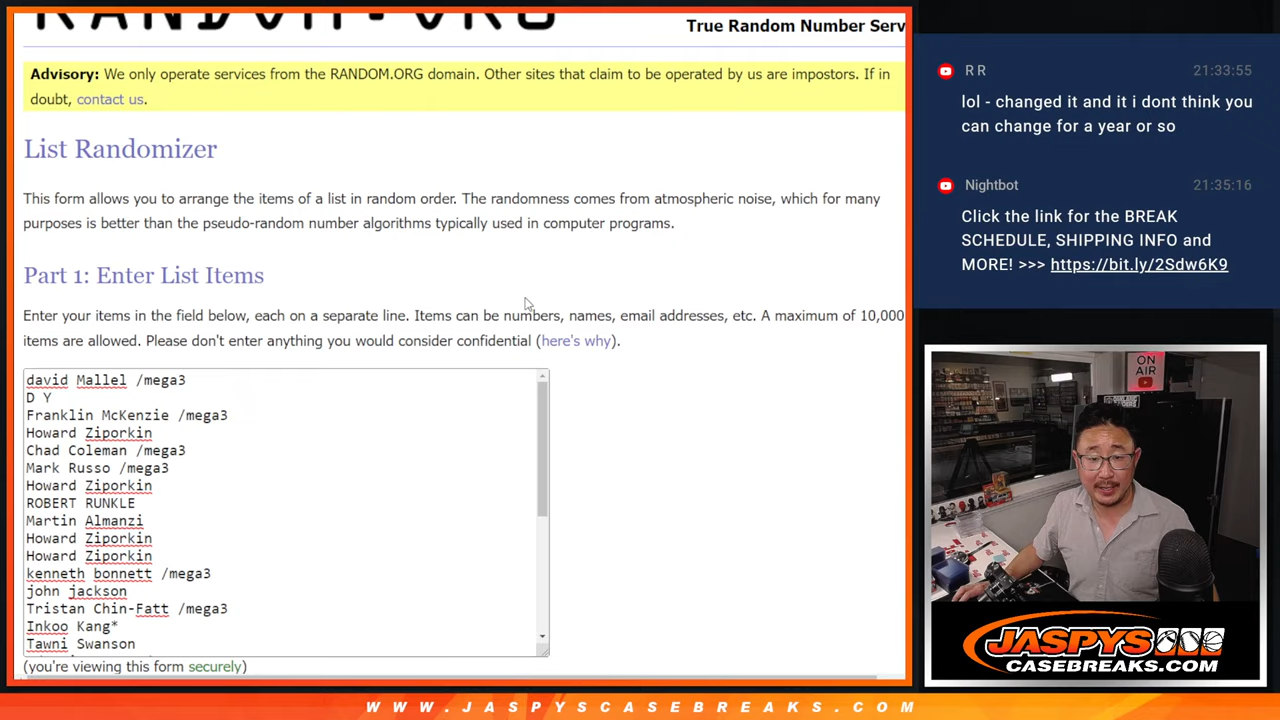 RANDOM.ORG
True Random Number Serv
Advisory: We only operate services from the RANDOM.ORG domain. Other sites that claim to be operated by us are impostors. If in
doubt, contact us.
List Randomizer
This form allows you to arrange the items of a list in random order. The randomness comes from atmospheric noise, which for many
purposes is better than the pseudo-random number algorithms typically used in computer programs.
Part 1: Enter List Items
Enter your items in the field below, each on a separate line. Items can be numbers, names, email addresses, etc. A maximum of 10,000
items are allowed. Please don't enter anything you would consider confidential (here's why).
david Mallel /mega3
D Y
Franklin McKenzie /mega3
Howard Ziporkin
Chad Coleman /mega3
Mark Russo /mega3
Howard Ziporkin
ROBERT RUNKLE
Martin Almanzi
Howard Ziporkin
Howard Ziporkin
kenneth bonnett /mega3
john jackson
Tristan Chin-Fatt /mega3
Inkoo Kang*
Tawni Swanson
(you're viewing this form securely)
R R
21:33:55
lol - changed it and it i dont think you
can change for a year or so
Nightbot
21:35:16
Click the link for the BREAK
SCHEDULE, SHIPPING INFO and
MORE! >>> https://bit.ly/2Sdw6K9
ON
AIR
JASPYS
CASEBREAKS.COM
WWW.JASPYSCASEBREAKS.COM